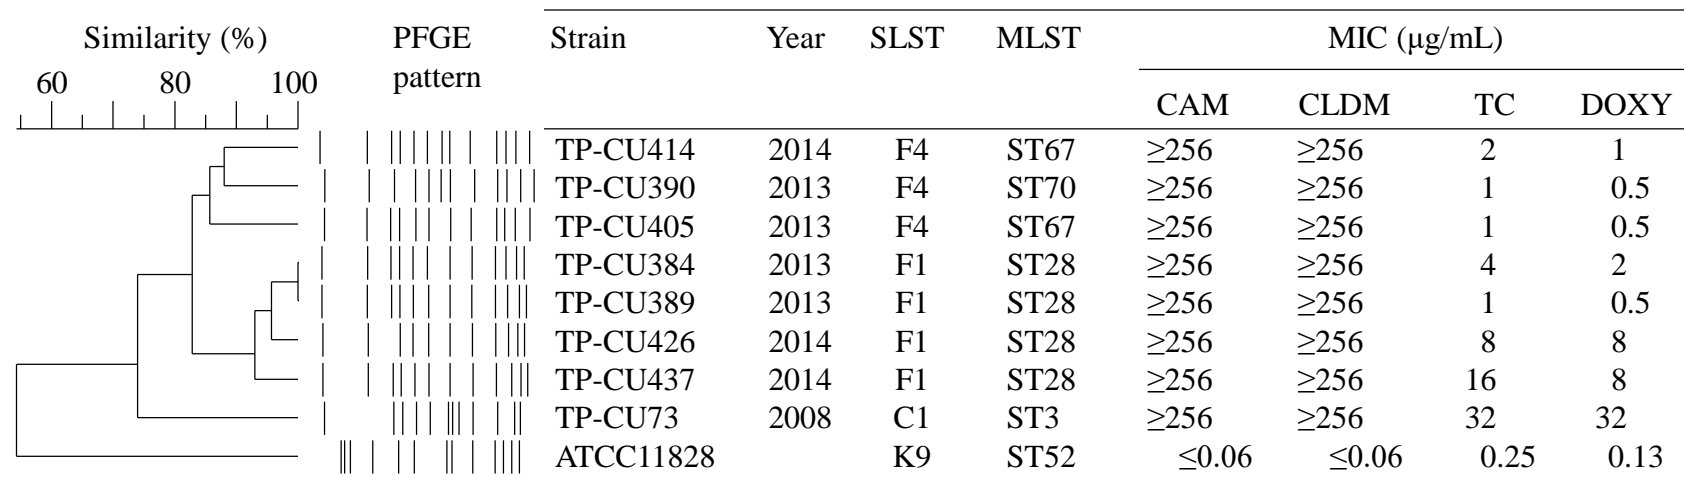 Similarity (%) PFGE pattern Strain Year SLST MLST MIC (μg/mL)
60 80 100
CAM CLDM TC DOXY
TP-CU414 2014 F4 ST67 ≥256 ≥256 2 1
TP-CU390 2013 F4 ST70 ≥256 ≥256 1 0.5
TP-CU405 2013 F4 ST67 ≥256 ≥256 1 0.5
TP-CU384 2013 F1 ST28 ≥256 ≥256 4 2
TP-CU389 2013 F1 ST28 ≥256 ≥256 1 0.5
TP-CU426 2014 F1 ST28 ≥256 ≥256 8 8
TP-CU437 2014 F1 ST28 ≥256 ≥256 16 8
TP-CU73 2008 C1 ST3 ≥256 ≥256 32 32
ATCC11828 K9 ST52 ≤0.06 ≤0.06 0.25 0.13